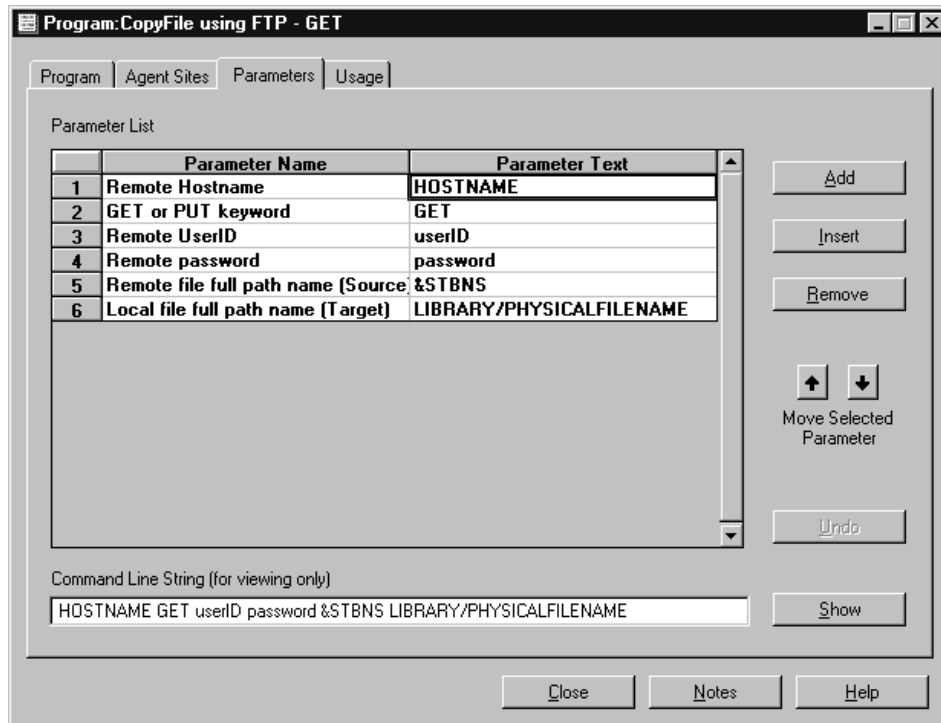 Program:CopyFile using FTP - GET
Program Agent Sites Parameters Usage
Parameter List
Parameter Name Parameter Text
1 Remote Hostname HOSTNAME
2 GET or PUT keyword GET
3 Remote UserID userID
4 Remote password password
5 Remote file full path name (Source) &STBNS
6 Local file full path name (Target) LIBRARY/PHYSICALFILENAME
Add
Insert
Remove
Move Selected
Parameter
Undo
Command Line String (for viewing only)
HOSTNAME GET userID password &STBNS LIBRARY/PHYSICALFILENAME
Show
Close Notes Help